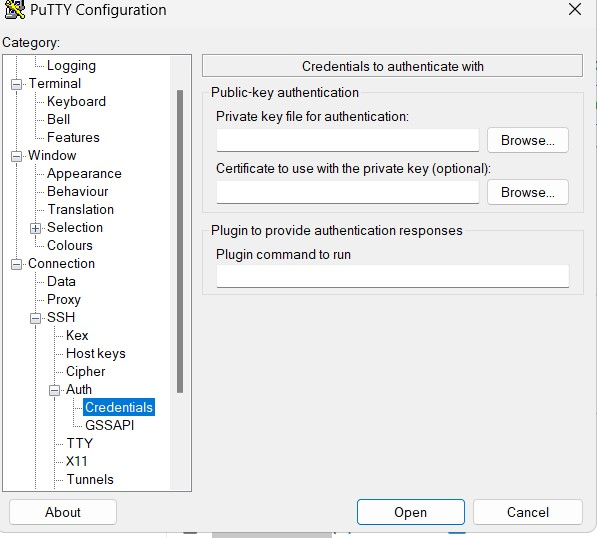 PuTTY Configuration
Category:
Logging
Terminal
Keyboard
Bell
Features
Window
Appearance
Behaviour
Translation
Selection
Colours
Connection
Data
Proxy
SSH
Kex
Host keys
Cipher
Auth
Credentials
GSSAPI
TTY
X11
Tunnels
Credentials to authenticate with
Public-key authentication
Private key file for authentication:
Browse...
Certificate to use with the private key (optional):
Browse...
Plugin to provide authentication responses
Plugin command to run
About
Open
Cancel